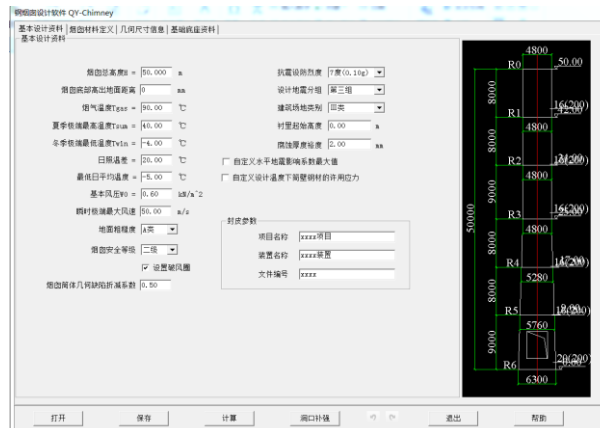 钢烟囱设计软件 QY-Chimney
基本设计资料 烟囱材料定义 几何尺寸信息 基础底座资料
基本设计资料
烟囱总高度H = 50.000 m
烟囱底部高出地面距离 0 mm
烟气温度Tgas = 90.00 ℃
夏季极端最高温度Tsum = 40.00 ℃
冬季极端最低温度Twin = -4.00 ℃
日照温差 = 20.00 ℃
最低日平均温度 = -5.00 ℃
基本风压W0 = 0.60 kN/m^2
瞬时极端最大风速 50.00 m/s
地面粗糙度 A类
烟囱安全等级 二级
设置破风圈
烟囱筒体几何缺陷折减系数 0.50
抗震设防烈度 7度(0.10g)
设计地震分组 第三组
建筑场地类别 III类
衬里起始高度 0.00 m
腐蚀厚度裕度 2.00 mm
自定义水平地震影响系数最大值
自定义设计温度下筒壁钢材的许用应力
封皮参数
项目名称 xxxx项目
装置名称 xxxx装置
文件编号 xxxx
4800
R0 50.00
8000
R1
4800
8000
R2
4800
8000
R3
50000
4800
8000
R4
5280
8000
R5
5760
9000
R6
6300
打开 保存 计算 洞口补强 退出 帮助